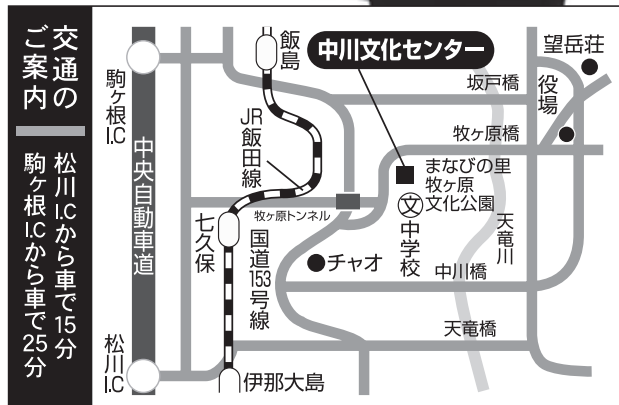 交通のご案内
松川I.Cから車で15分
駒ヶ根I.Cから車で25分
駒ヶ根I.C
中央自動車道
松川I.C
飯島
JR飯田線
七久保
伊那大島
牧ヶ原トンネル
国道153号線
中川文化センター
まなびの里
牧ヶ原
文化公園
文
中学校
チャオ
坂戸橋
牧ヶ原橋
中川橋
天竜橋
天竜川
役場
望岳荘